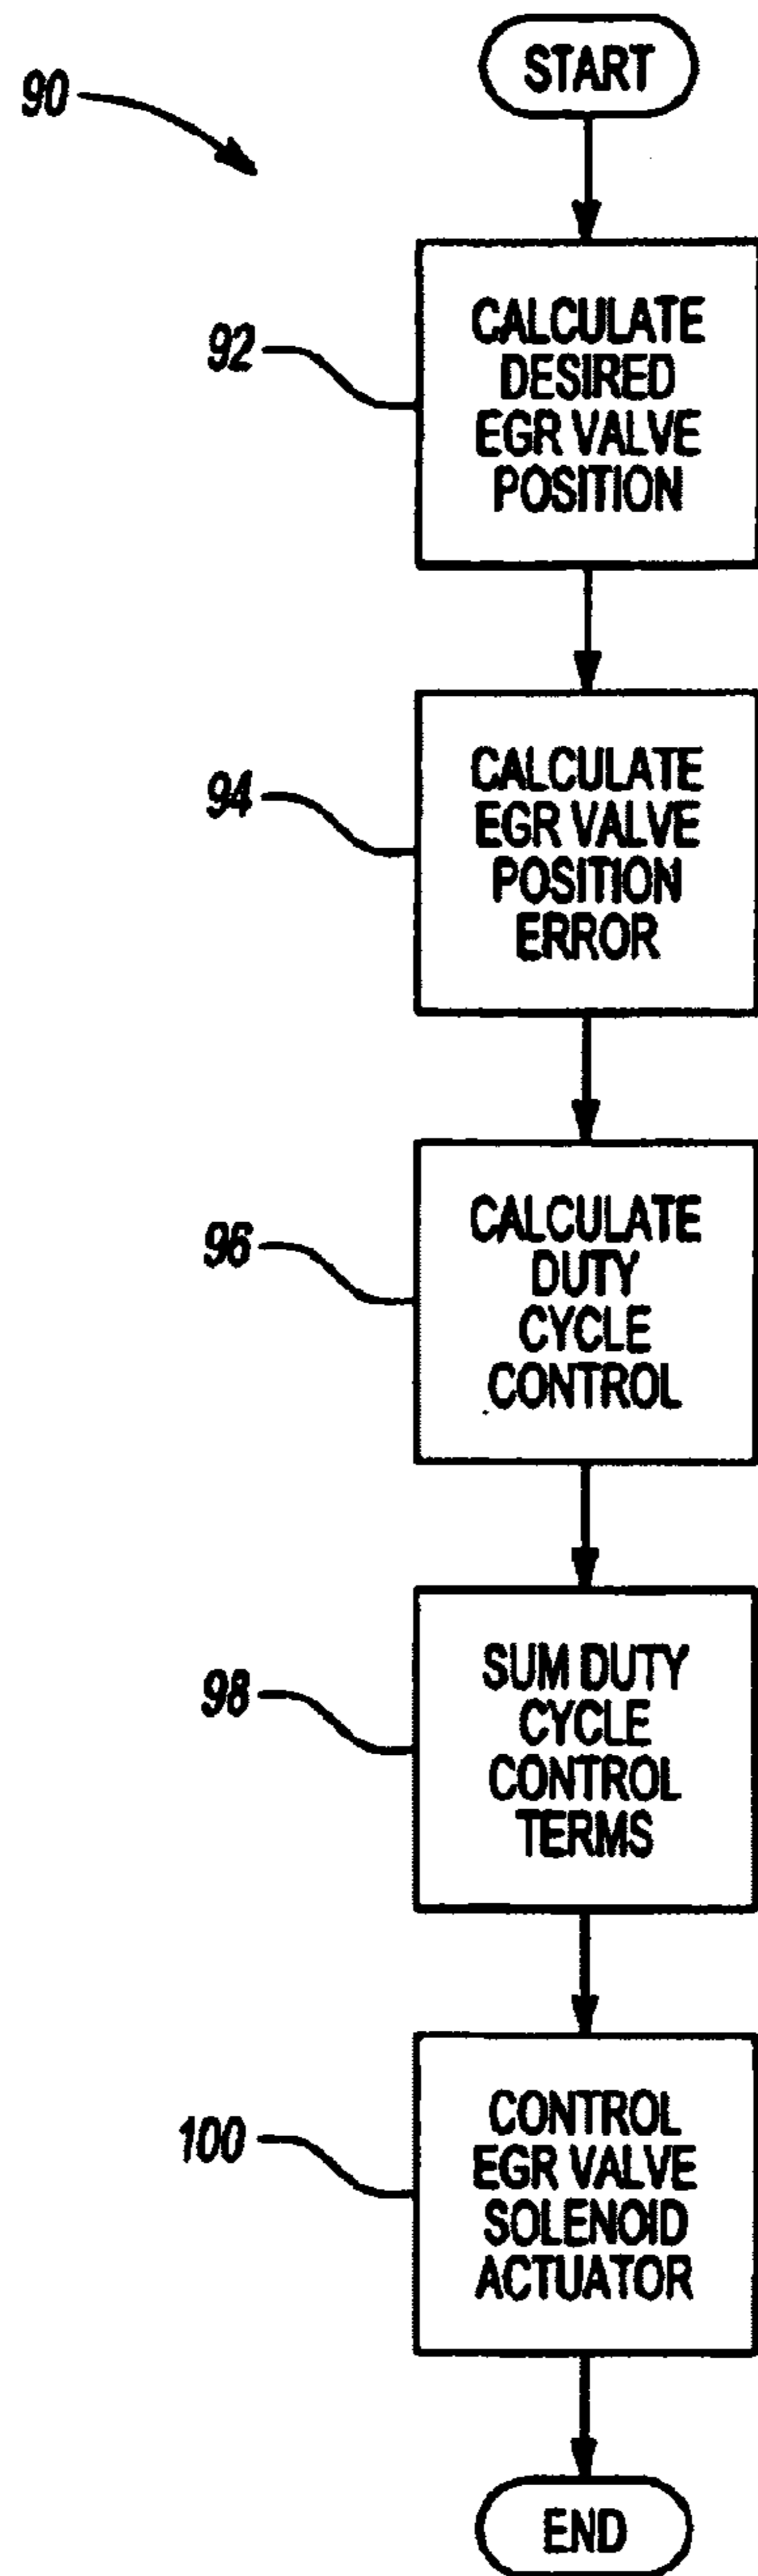 START
90
92
CALCULATE
DESIRED
EGR VALVE
POSITION
94
CALCULATE
EGR VALVE
POSITION
ERROR
96
CALCULATE
DUTY
CYCLE
CONTROL
98
SUM DUTY
CYCLE
CONTROL
TERMS
100
CONTROL
EGR VALVE
SOLENOID
ACTUATOR
END